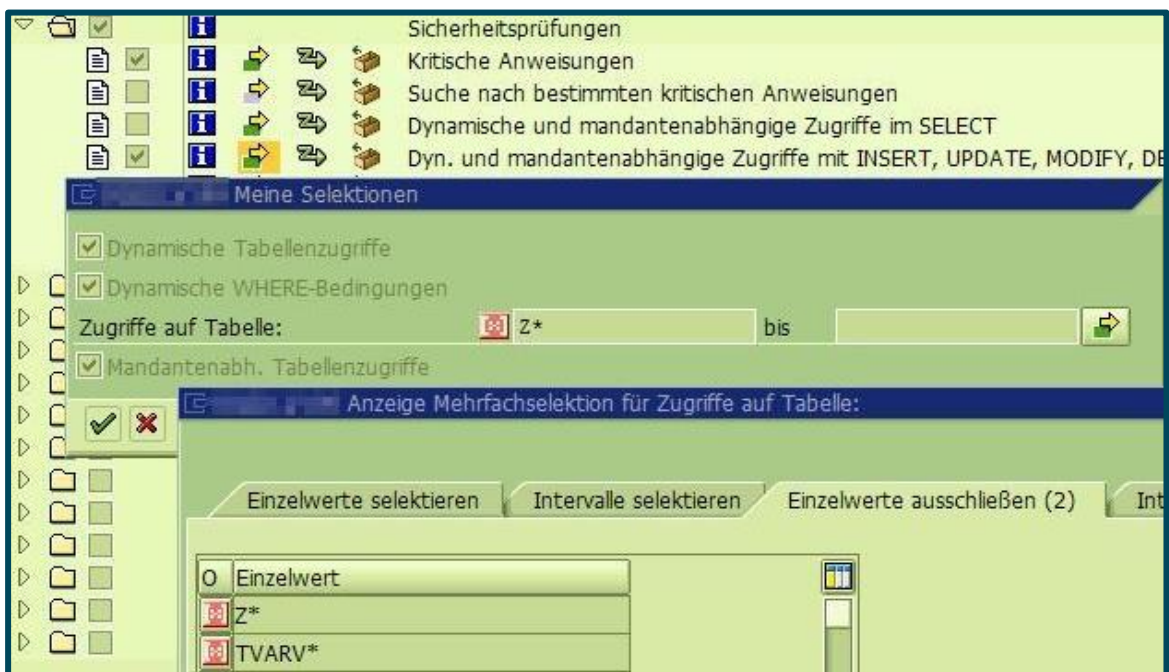 Sicherheitsprüfungen
Kritische Anweisungen
Suche nach bestimmten kritischen Anweisungen
Dynamische und mandantenabhängige Zugriffe im SELECT
Dyn. und mandantenabhängige Zugriffe mit INSERT, UPDATE, MODIFY, DE
Meine Selektionen
Dynamische Tabellenzugriffe
Dynamische WHERE-Bedingungen
Zugriffe auf Tabelle: Z* bis
Mandantenabh. Tabellenzugriffe
Anzeige Mehrfachselektion für Zugriffe auf Tabelle:
Einzelwerte selektieren Intervalle selektieren Einzelwerte ausschließen (2) Int
O Einzelwert
Z*
TVARV*